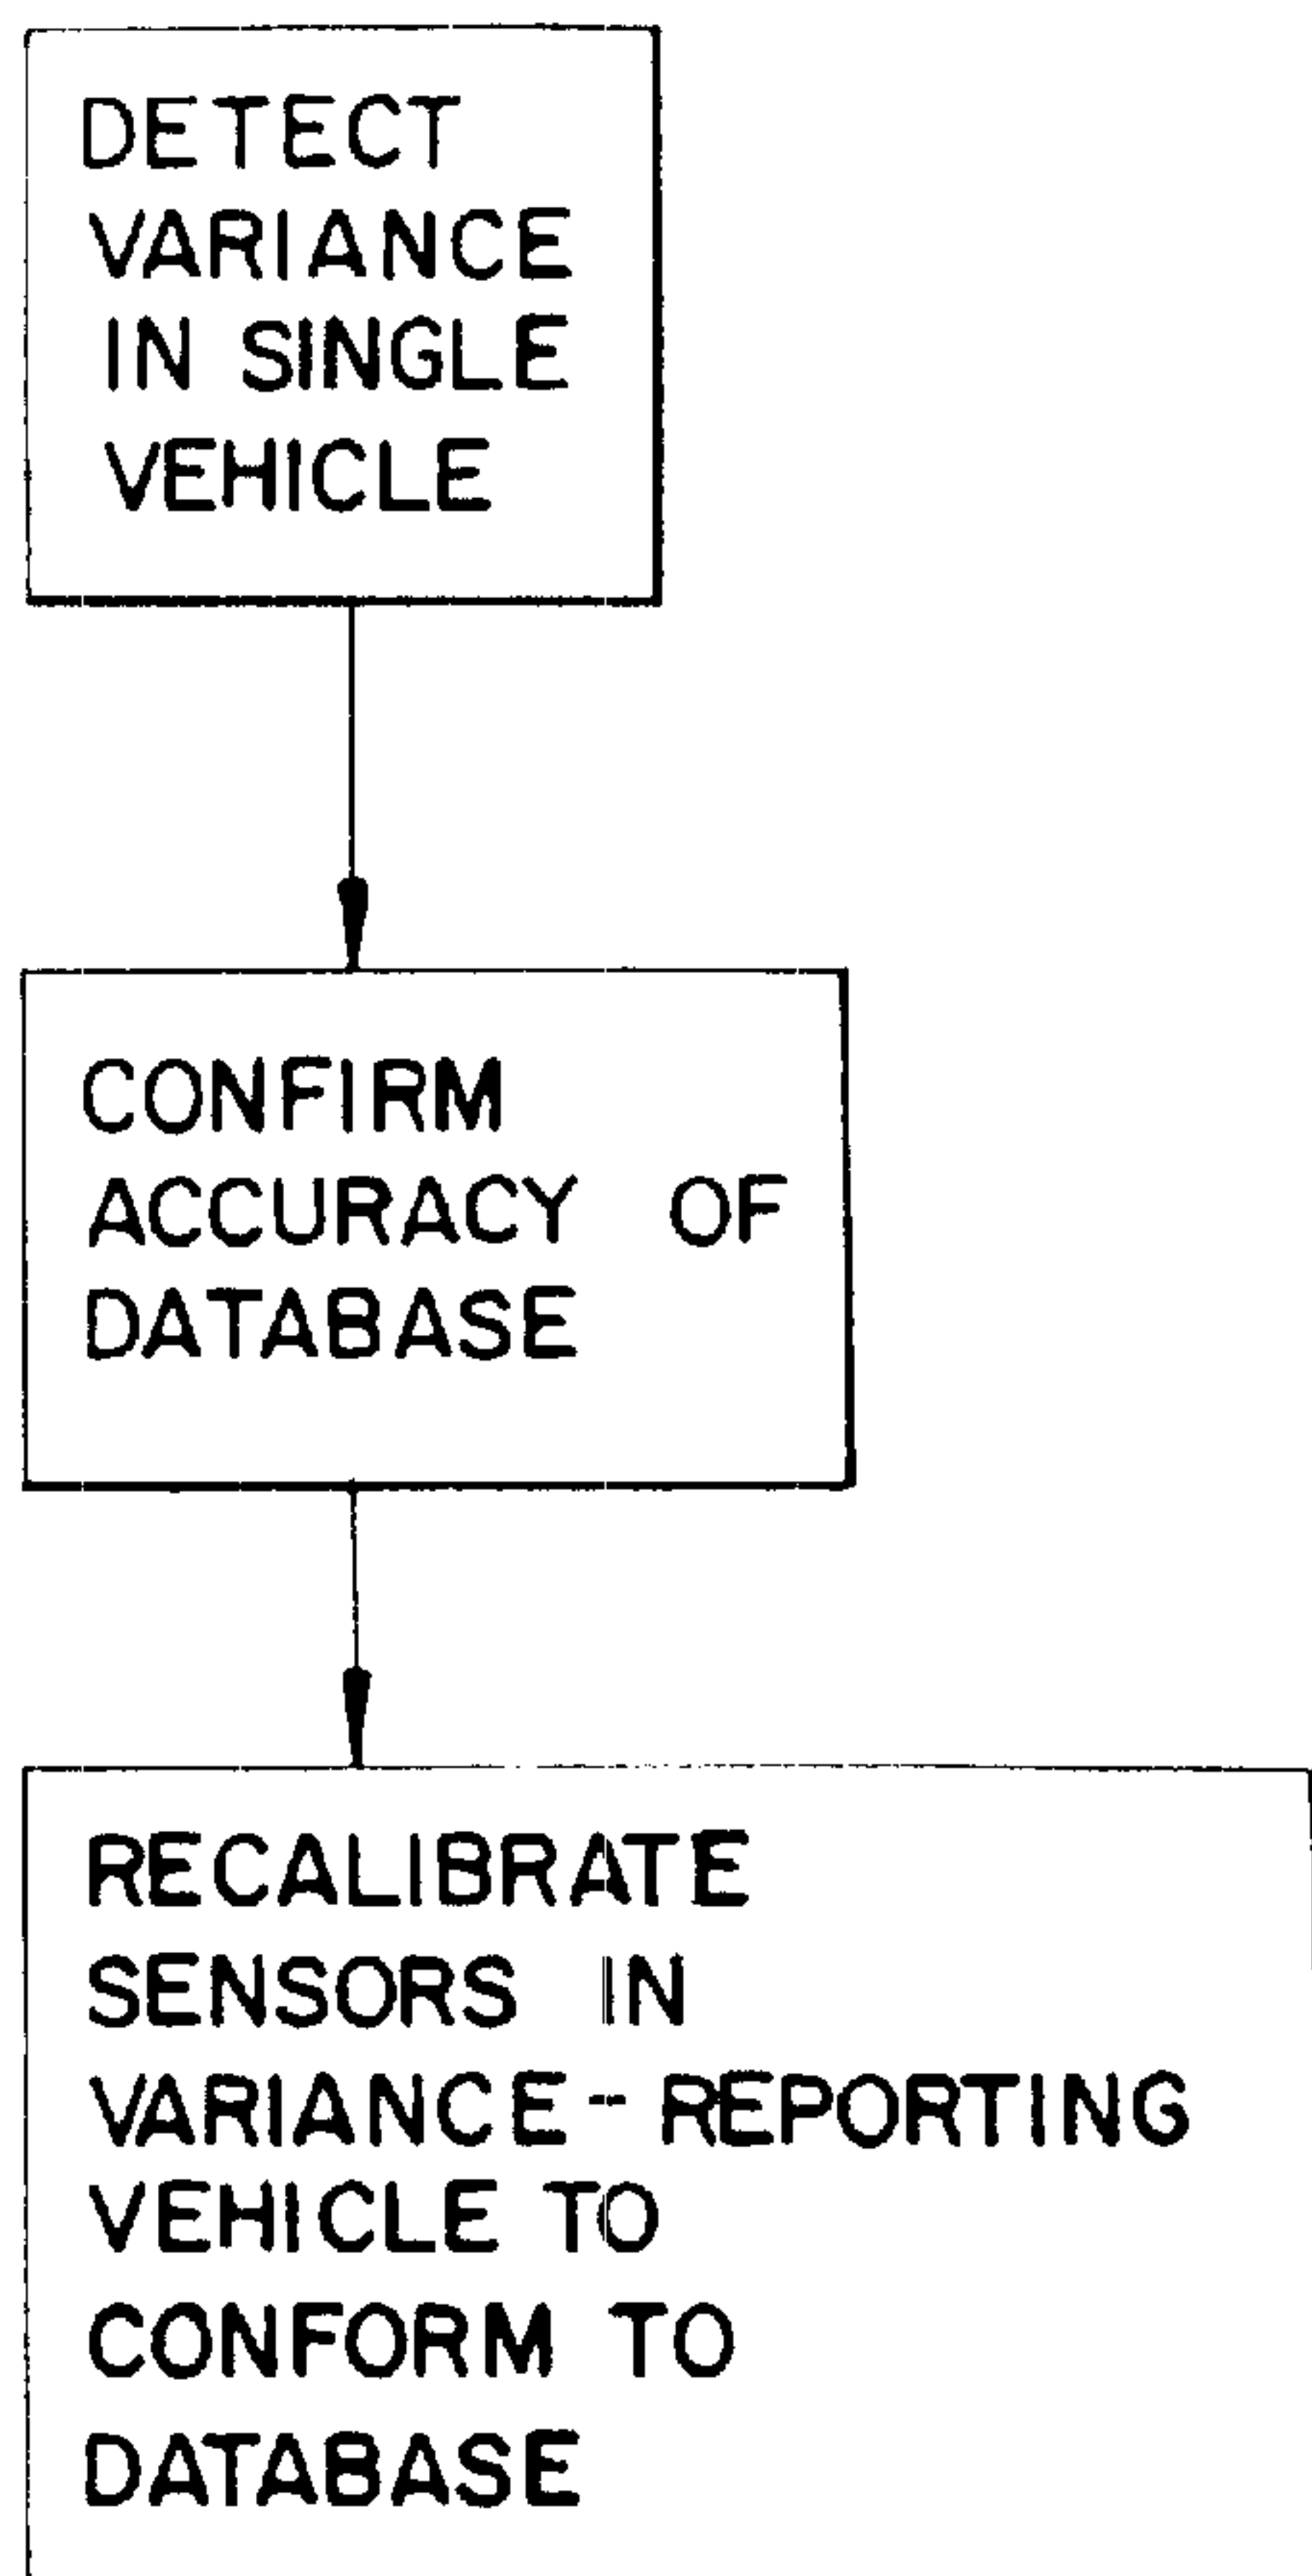 DETECT
VARIANCE
IN SINGLE
VEHICLE
CONFIRM
ACCURACY OF
DATABASE
RECALIBRATE
SENSORS IN
VARIANCE-REPORTING
VEHICLE TO
CONFORM TO
DATABASE